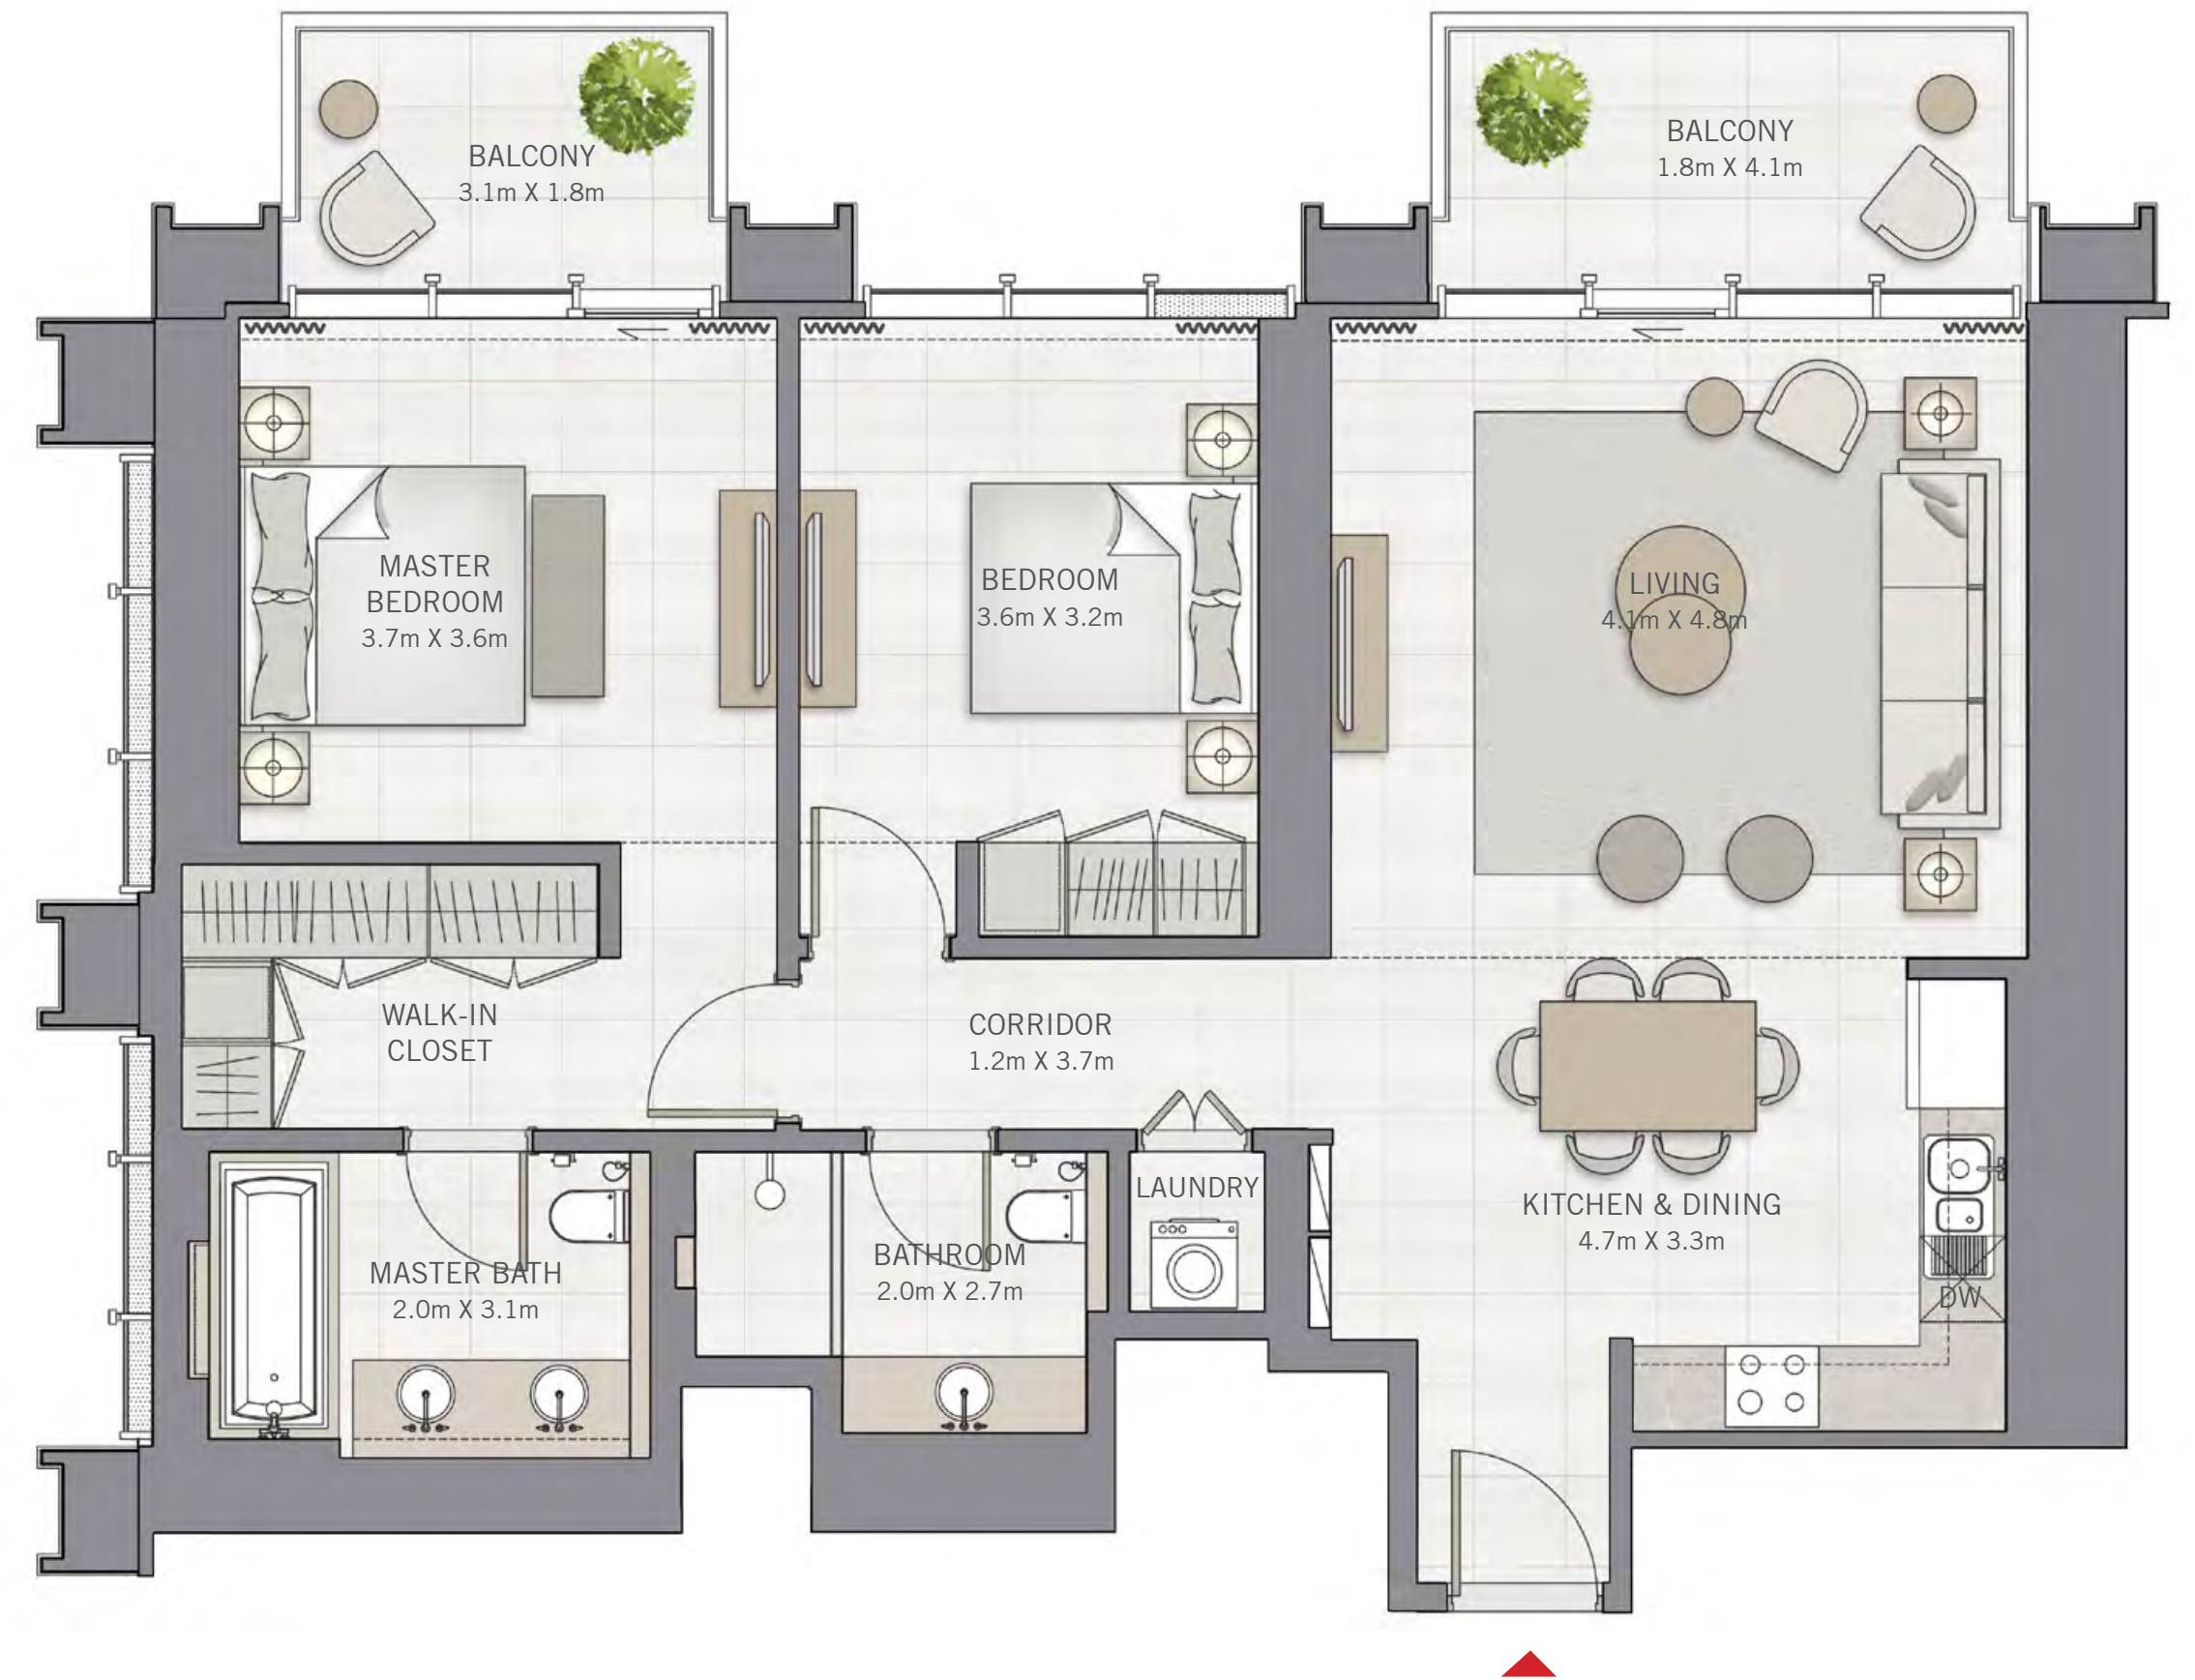 BALCONY
3.1m X 1.8m
BALCONY
1.8m X 4.1m
MASTER
BEDROOM
3.7m X 3.6m
BEDROOM
3.6m X 3.2m
LIVING
4.1m X 4.8m
WALK-IN
CLOSET
CORRIDOR
1.2m X 3.7m
LAUNDRY
KITCHEN & DINING
4.7m X 3.3m
MASTER BATH
2.0m X 3.1m
BATHROOM
2.0m X 2.7m
DW